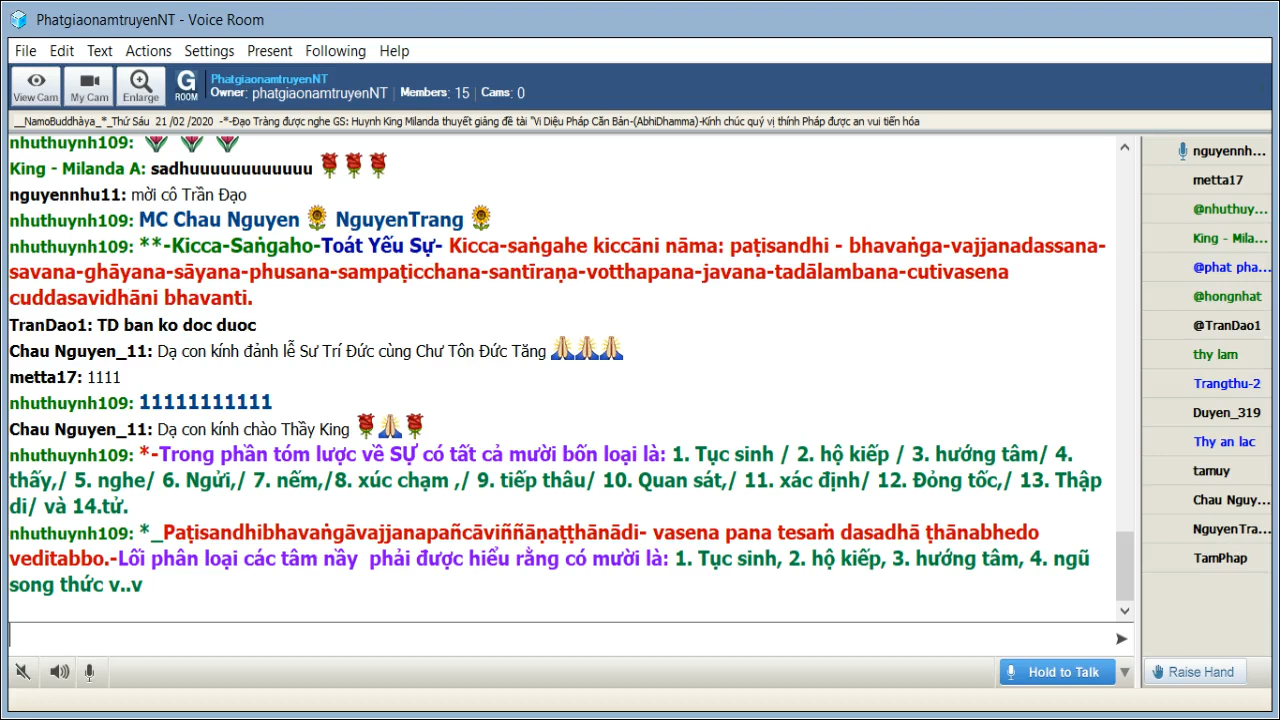 PhatgiaonamtruyenNT - Voice Room
File Edit Text Actions Settings Present Following Help
View Cam My Cam Enlarge G ROOM
PhatgiaonamtruyenNT
Owner: phatgiaonamtruyenNT | Members: 15 | Cams: 0
__NamoBuddhàya_*_Thứ Sáu 21 /02 /2020 -*-Đạo Tràng được nghe GS: Huynh King Milanda thuyết giảng đề tài "Vi Diệu Pháp Căn Bản-(AbhiDhamma)-Kính chúc quý vị thính Pháp được an vui tiến hóa
nhuthuynh109:
King - Milanda A: sadhuuuuuuuuuuuu
nguyennhu11: mời cô Trần Đạo
nhuthuynh109: MC Chau Nguyen NguyenTrang
nhuthuynh109: **-Kicca-Saṅgaho-Toát Yếu Sự- Kicca-saṅgahe kiccāni nāma: paṭisandhi - bhavaṅga-vajjanadassana-
savana-ghāyana-sāyana-phusana-sampaṭicchana-santīraṇa-votthapana-javana-tadālambana-cutivasena
cuddasavidhāni bhavanti.
TranDao1: TD ban ko doc duoc
Chau Nguyen_11: Dạ con kính đảnh lễ Sư Trí Đức cùng Chư Tôn Đức Tăng
metta17: 1111
nhuthuynh109: 11111111111
Chau Nguyen_11: Dạ con kính chào Thầy King
nhuthuynh109: *-Trong phần tóm lược về SỰ có tất cả mười bốn loại là: 1. Tục sinh / 2. hộ kiếp / 3. hướng tâm/ 4.
thấy,/ 5. nghe/ 6. Ngửi,/ 7. nếm,/8. xúc chạm ,/ 9. tiếp thâu/ 10. Quan sát,/ 11. xác định/ 12. Đỏng tốc,/ 13. Thập
di/ và 14.tử.
nhuthuynh109: *_Paṭisandhibhavaṅgāvajjanapañcāviññāṇaṭṭhānādi- vasena pana tesaṁ dasadhā ṭhānabhedo
veditabbo.-Lối phân loại các tâm nầy phải được hiểu rằng có mười là: 1. Tục sinh, 2. hộ kiếp, 3. hướng tâm, 4. ngũ
song thức v..v
nguyennh...
metta17
@nhuthuy...
King - Mila...
@phat pha...
@hongnhat
@TranDao1
thy lam
Trangthu-2
Duyen_319
Thy an lac
tamuy
Chau Nguy...
NguyenTra...
TamPhap
Hold to Talk
Raise Hand